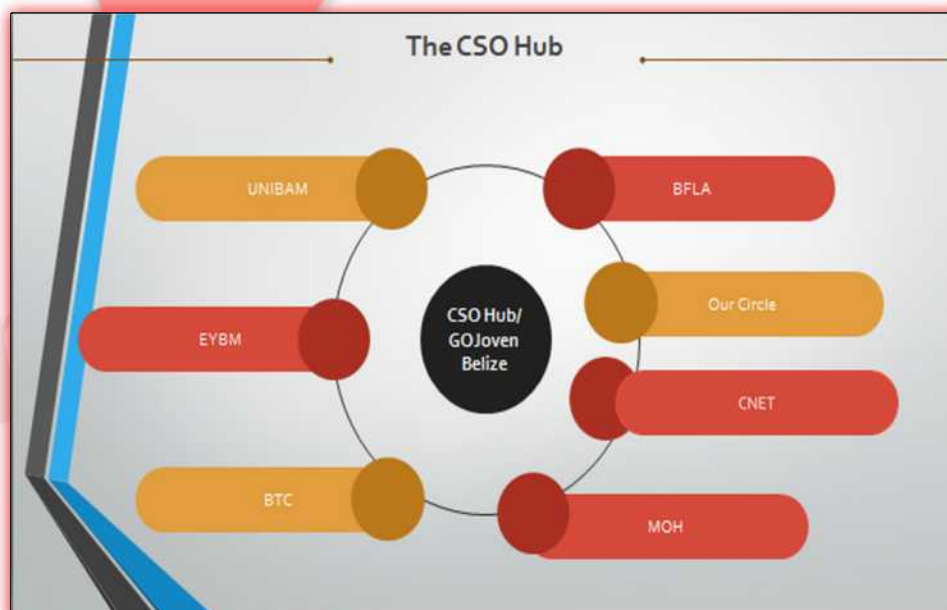 The CSO Hub
UNIBAM
BFLA
Our Circle
EYBM
CSO Hub/
GOJoven
Belize
CNET
BTC
MOH